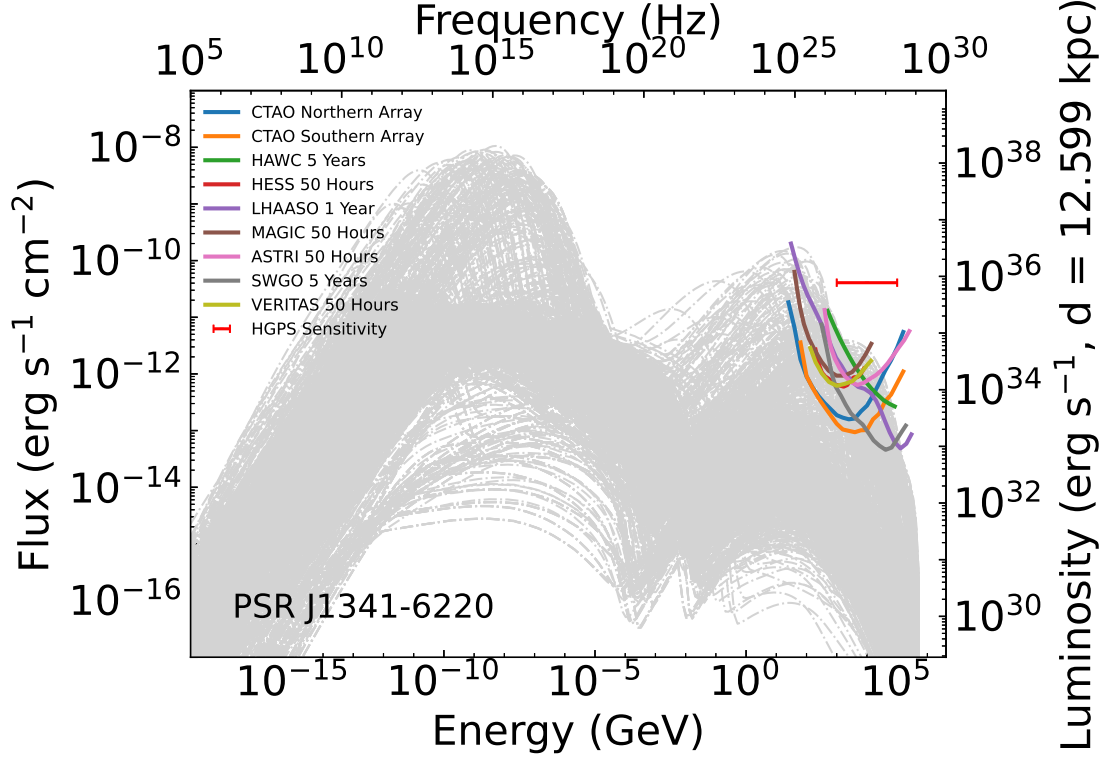 Frequency (Hz)
10^5 10^10 10^15 10^20 10^25 10^30
CTAO Northern Array
CTAO Southern Array
HAWC 5 Years
HESS 50 Hours
LHAASO 1 Year
MAGIC 50 Hours
ASTRI 50 Hours
SWGO 5 Years
VERITAS 50 Hours
HGPS Sensitivity
Flux (erg s^−1 cm^−2)
10^−8
10^−10
10^−12
10^−14
10^−16
10^38
10^36
10^34
10^32
10^30
Luminosity (erg s^−1, d = 12.599 kpc)
PSR J1341-6220
10^−15 10^−10 10^−5 10^0 10^5
Energy (GeV)